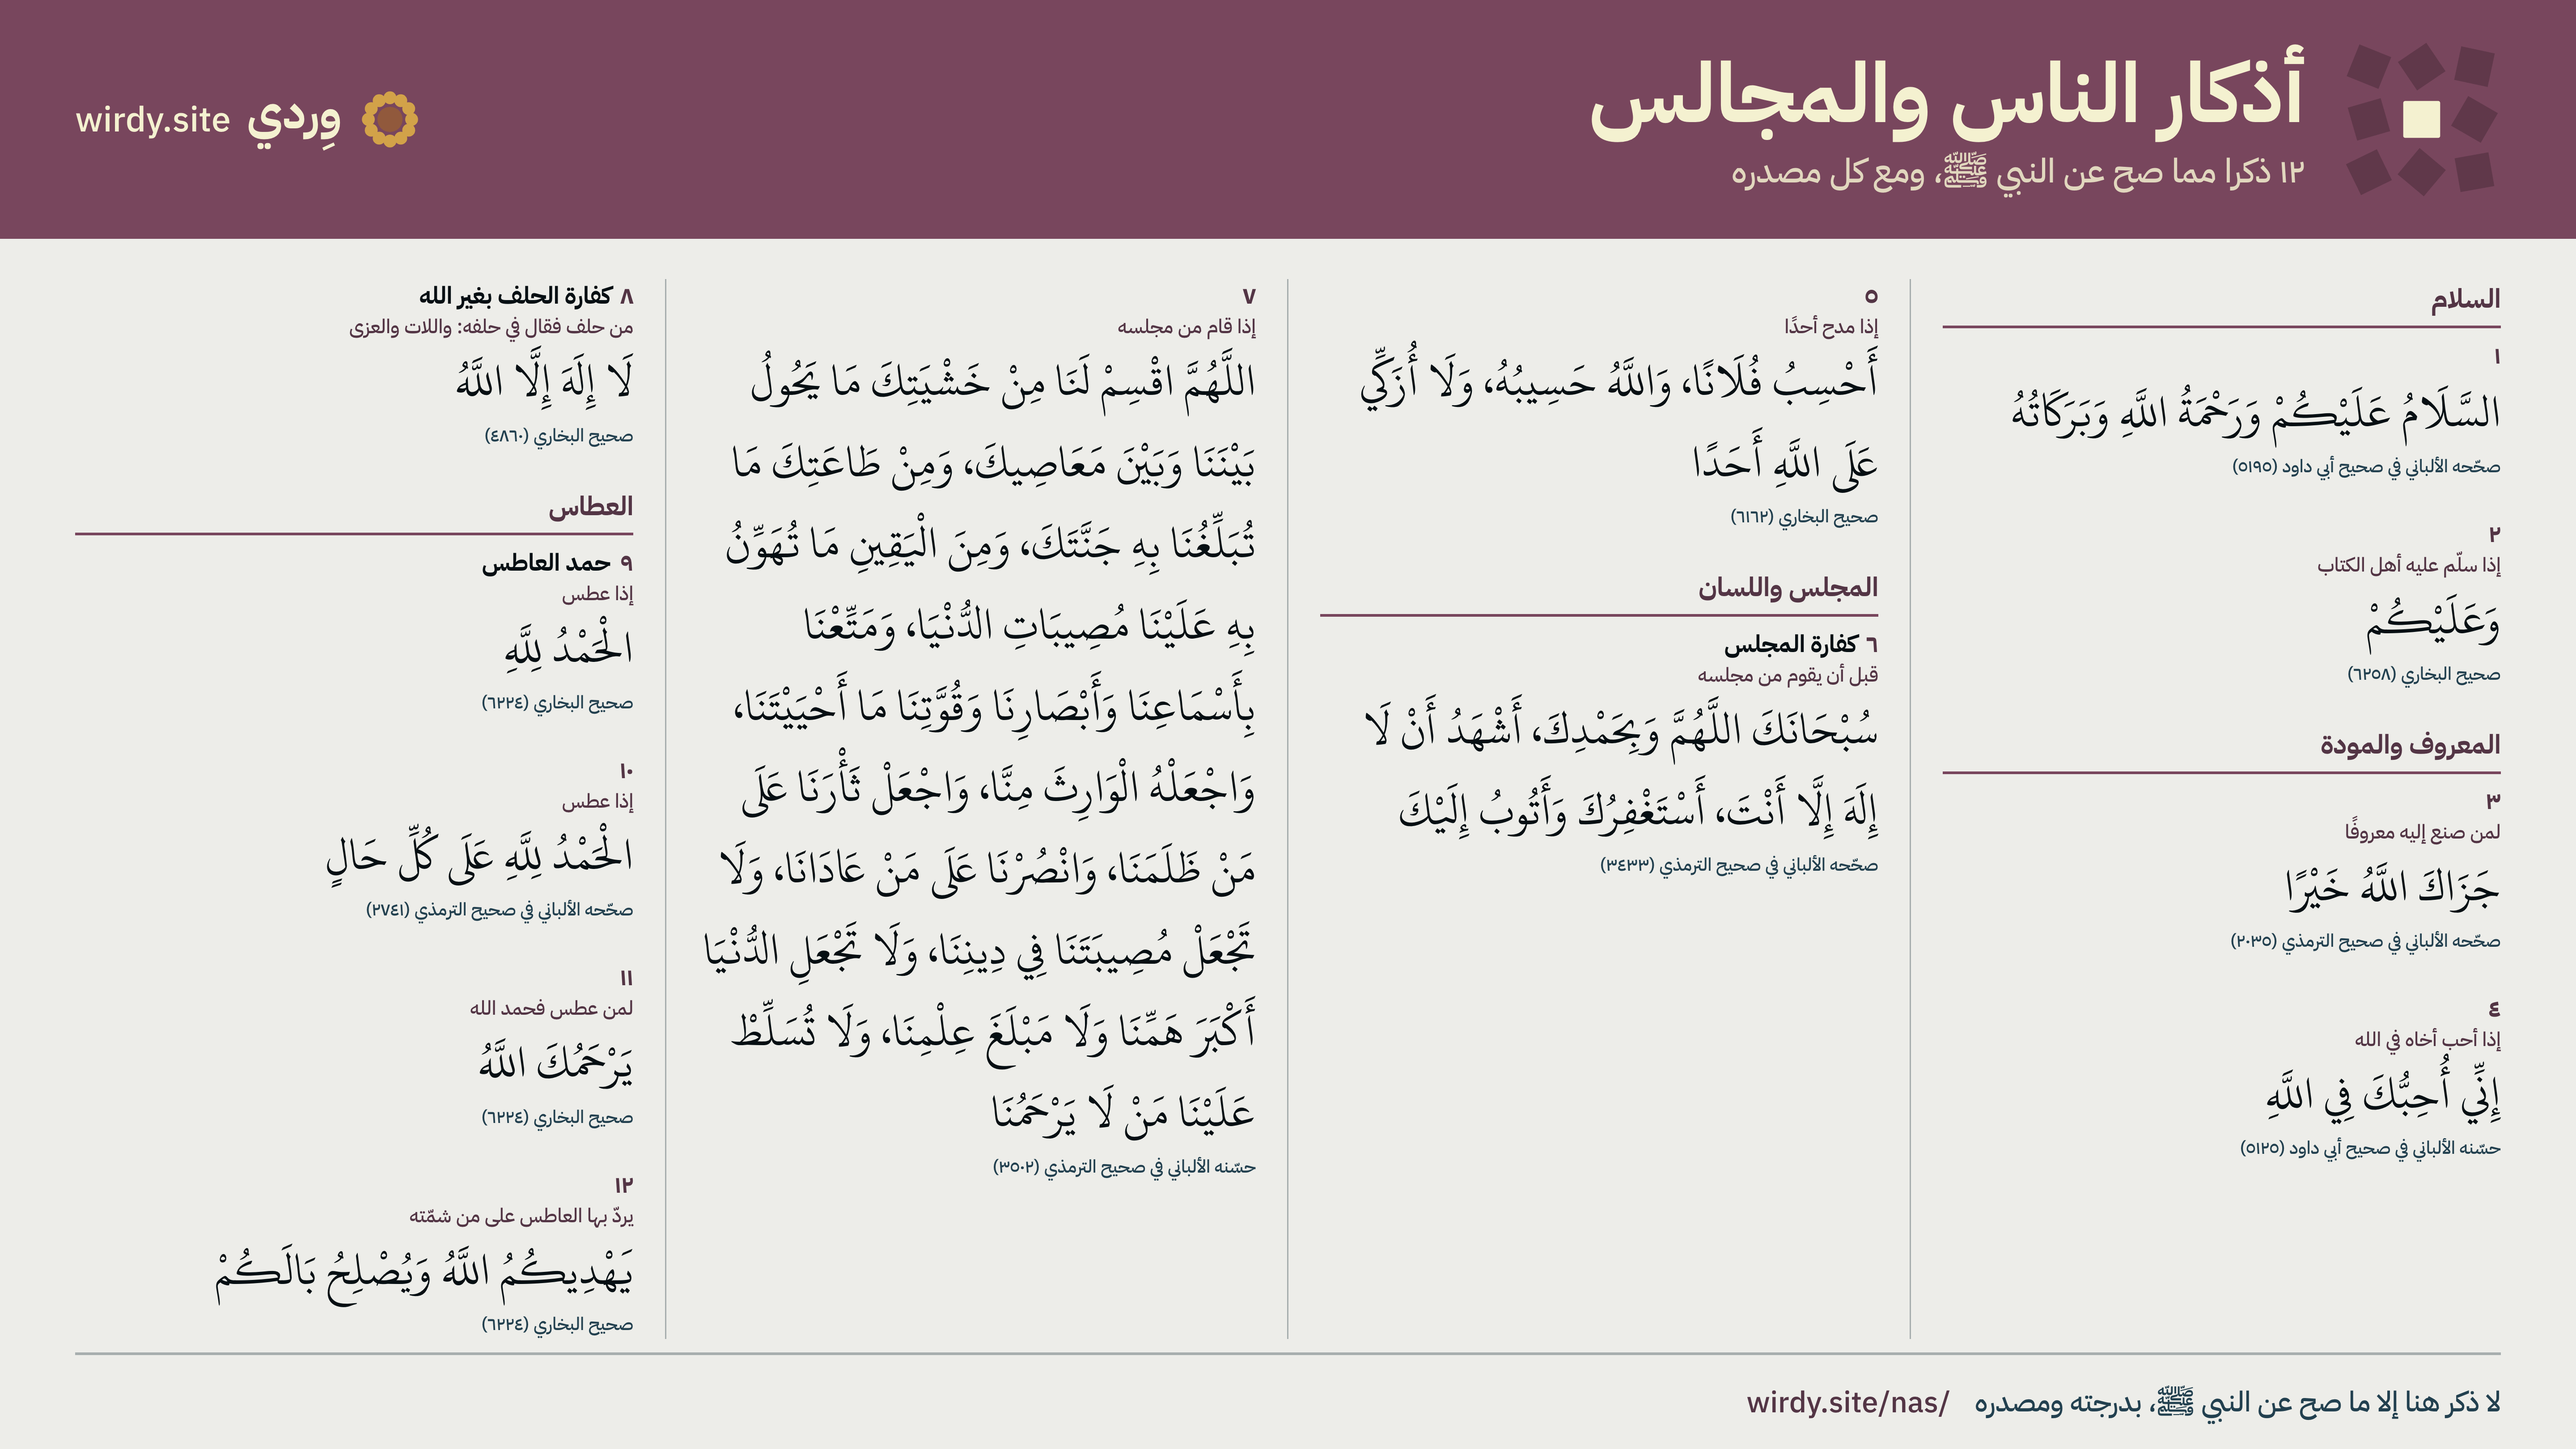 أذكار الناس والمجالس
١٢ ذكرا مما صح عن النبي ﷺ، ومع كل مصدره
وِردي wirdy.site
السلام
١
السَّلَامُ عَلَيْكُمْ وَرَحْمَةُ اللَّهِ وَبَرَكَاتُهُ
صحّحه الألباني في صحيح أبي داود (٥١٩٥)
٢
إذا سلّم عليه أهل الكتاب
وَعَلَيْكُمْ
صحيح البخاري (٦٢٥٨)
المعروف والمودة
٣
لمن صنع إليه معروفًا
جَزَاكَ اللَّهُ خَيْرًا
صحّحه الألباني في صحيح الترمذي (٢٠٣٥)
٤
إذا أحب أخاه في الله
إِنِّي أُحِبُّكَ فِي اللَّهِ
حسّنه الألباني في صحيح أبي داود (٥١٢٥)
٥
إذا مدح أحدًا
أَحْسِبُ فُلَانًا، وَاللَّهُ حَسِيبُهُ، وَلَا أُزَكِّي
عَلَى اللَّهِ أَحَدًا
صحيح البخاري (٦١٦٢)
المجلس واللسان
٦ كفارة المجلس
قبل أن يقوم من مجلسه
سُبْحَانَكَ اللَّهُمَّ وَبِحَمْدِكَ، أَشْهَدُ أَنْ لَا
إِلَهَ إِلَّا أَنْتَ، أَسْتَغْفِرُكَ وَأَتُوبُ إِلَيْكَ
صحّحه الألباني في صحيح الترمذي (٣٤٣٣)
٧
إذا قام من مجلسه
اللَّهُمَّ اقْسِمْ لَنَا مِنْ خَشْيَتِكَ مَا يَحُولُ
بَيْنَنَا وَبَيْنَ مَعَاصِيكَ، وَمِنْ طَاعَتِكَ مَا
تُبَلِّغُنَا بِهِ جَنَّتَكَ، وَمِنَ الْيَقِينِ مَا تُهَوِّنُ
بِهِ عَلَيْنَا مُصِيبَاتِ الدُّنْيَا، وَمَتِّعْنَا
بِأَسْمَاعِنَا وَأَبْصَارِنَا وَقُوَّتِنَا مَا أَحْيَيْتَنَا،
وَاجْعَلْهُ الْوَارِثَ مِنَّا، وَاجْعَلْ ثَأْرَنَا عَلَى
مَنْ ظَلَمَنَا، وَانْصُرْنَا عَلَى مَنْ عَادَانَا، وَلَا
تَجْعَلْ مُصِيبَتَنَا فِي دِينِنَا، وَلَا تَجْعَلِ الدُّنْيَا
أَكْبَرَ هَمِّنَا وَلَا مَبْلَغَ عِلْمِنَا، وَلَا تُسَلِّطْ
عَلَيْنَا مَنْ لَا يَرْحَمُنَا
حسّنه الألباني في صحيح الترمذي (٣٥٠٢)
٨ كفارة الحلف بغير الله
من حلف فقال في حلفه: واللات والعزى
لَا إِلَهَ إِلَّا اللَّهُ
صحيح البخاري (٤٨٦٠)
العطاس
٩ حمد العاطس
إذا عطس
الْحَمْدُ لِلَّهِ
صحيح البخاري (٦٢٢٤)
١٠
إذا عطس
الْحَمْدُ لِلَّهِ عَلَى كُلِّ حَالٍ
صحّحه الألباني في صحيح الترمذي (٢٧٤١)
١١
لمن عطس فحمد الله
يَرْحَمُكَ اللَّهُ
صحيح البخاري (٦٢٢٤)
١٢
يردّ بها العاطس على من شمّته
يَهْدِيكُمُ اللَّهُ وَيُصْلِحُ بَالَكُمْ
صحيح البخاري (٦٢٢٤)
لا ذكر هنا إلا ما صح عن النبي ﷺ، بدرجته ومصدره wirdy.site/nas/